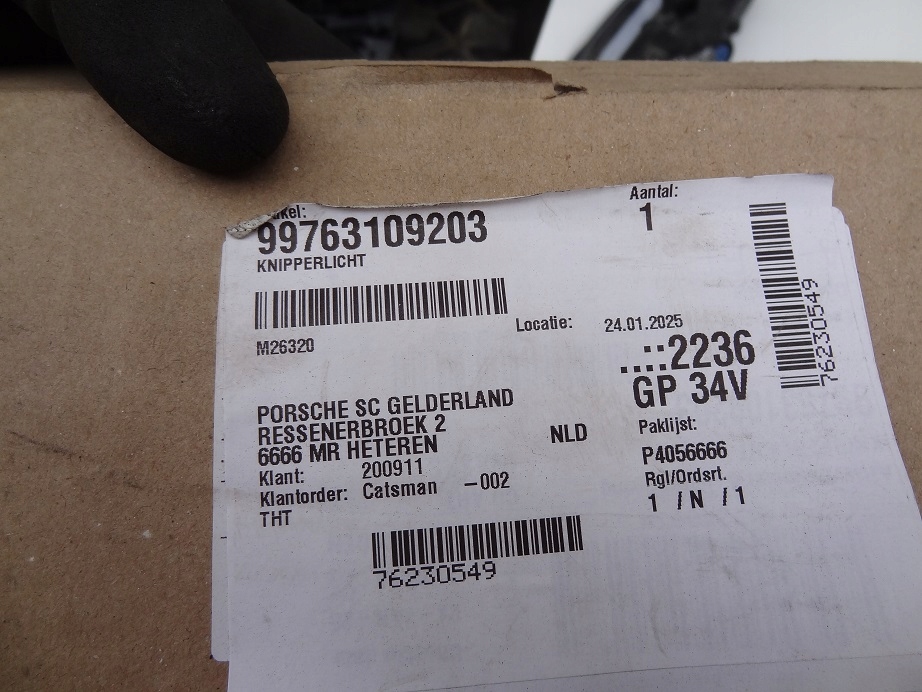 Aantal:
99763109203
1
KNIPPERLICHT
M26320
Locatie:
24.01.2025
....::2236
GP 34V
76230549
PORSCHE SC GELDERLAND
RESSENERBROEK 2
6666 MR HETEREN
NLD
Klant: 200911
Klantorder: Catsman -002
THT
Paklijst:
P4056666
Rgl/Ordsrt.
1 / N / 1
76230549